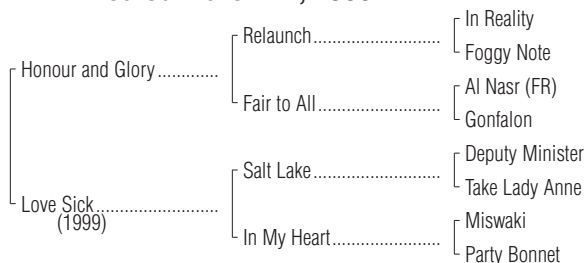 Relaunch
In Reality
Foggy Note
Honour and Glory
Fair to All
Al Nasr (FR)
Gonfalon
Salt Lake
Deputy Minister
Take Lady Anne
Love Sick
(1999)
In My Heart
Miswaki
Party Bonnet